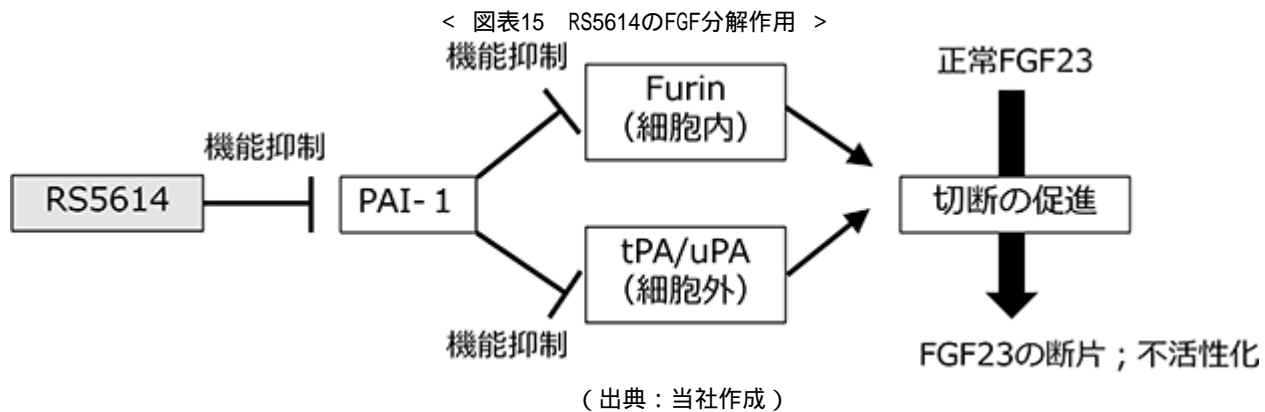 < 図表15 RS5614のFGF分解作用 >
機能抑制
正常FGF23
Furin
(細胞内)
機能抑制
RS5614
PAI-1
切断の促進
tPA/uPA
(細胞外)
機能抑制
FGF23の断片；不活性化
(出典：当社作成)